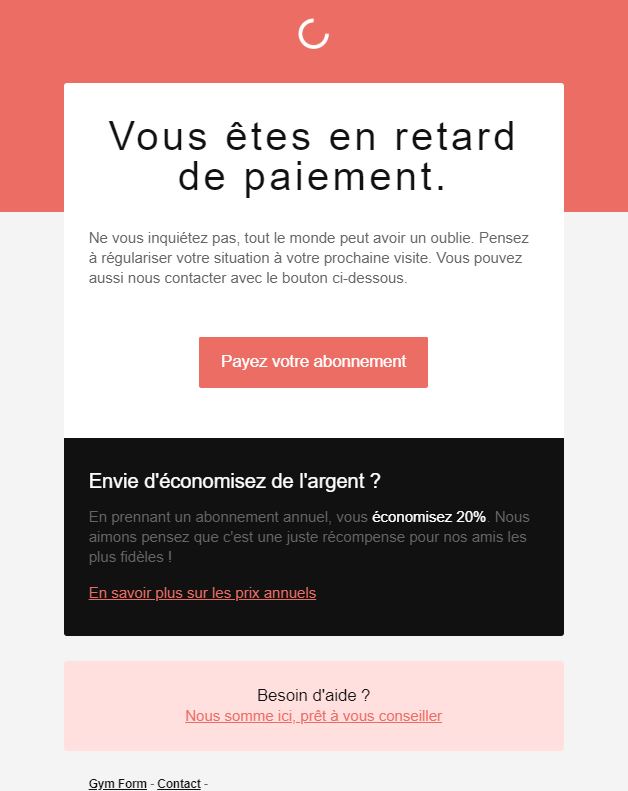 Vous êtes en retard
de paiement.
Ne vous inquiétez pas, tout le monde peut avoir un oublie. Pensez
à régulariser votre situation à votre prochaine visite. Vous pouvez
aussi nous contacter avec le bouton ci-dessous.
Payez votre abonnement
Envie d'économisez de l'argent ?
En prennant un abonnement annuel, vous économisez 20%. Nous
aimons pensez que c'est une juste récompense pour nos amis les
plus fidèles !
En savoir plus sur les prix annuels
Besoin d'aide ?
Nous somme ici, prêt à vous conseiller
Gym Form - Contact -